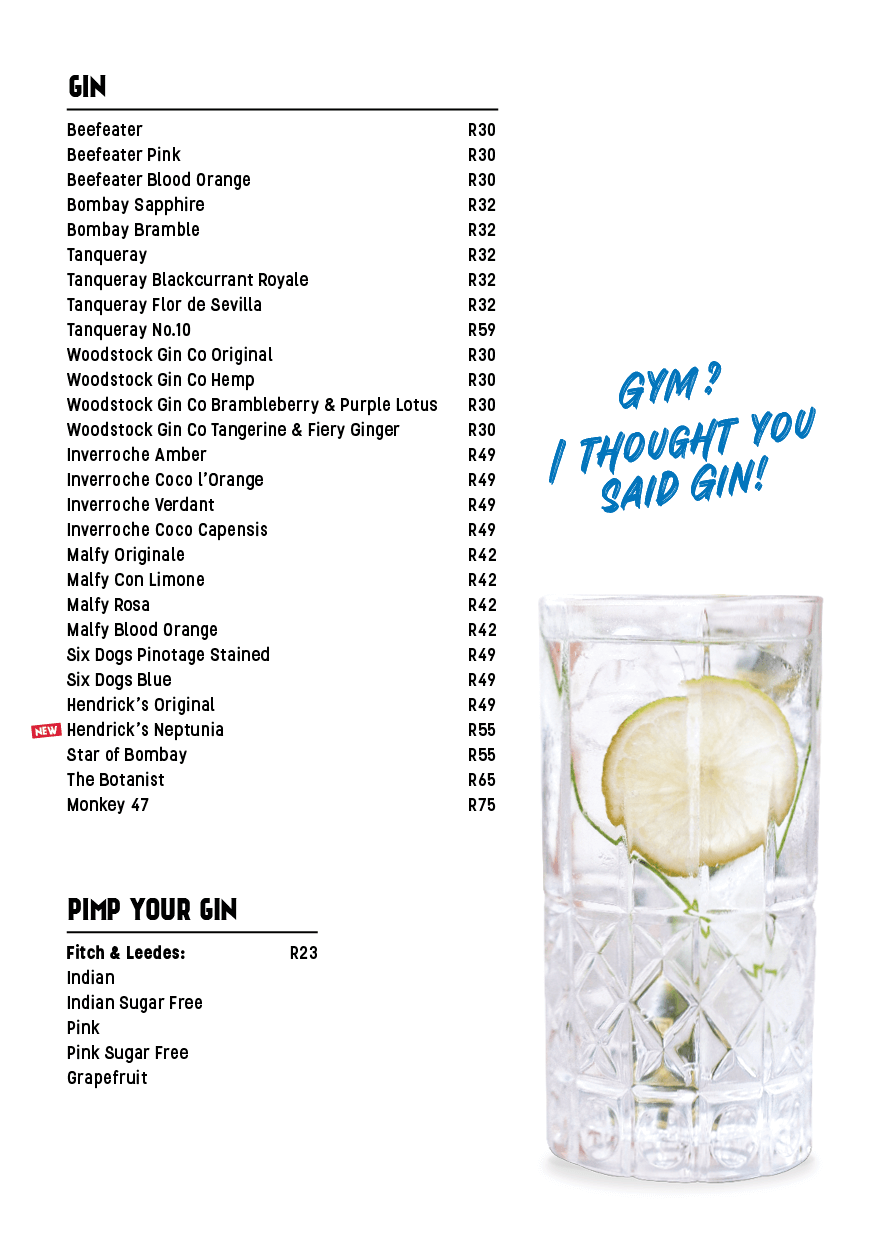 GIN
Beefeater R30
Beefeater Pink R30
Beefeater Blood Orange R30
Bombay Sapphire R32
Bombay Bramble R32
Tanqueray R32
Tanqueray Blackcurrant Royale R32
Tanqueray Flor de Sevilla R32
Tanqueray No.10 R59
Woodstock Gin Co Original R30
Woodstock Gin Co Hemp R30
Woodstock Gin Co Brambleberry & Purple Lotus R30
Woodstock Gin Co Tangerine & Fiery Ginger R30
Inverroche Amber R49
Inverroche Coco l’Orange R49
Inverroche Verdant R49
Inverroche Coco Capensis R49
Malfy Originale R42
Malfy Con Limone R42
Malfy Rosa R42
Malfy Blood Orange R42
Six Dogs Pinotage Stained R49
Six Dogs Blue R49
Hendrick’s Original R49
NEW Hendrick’s Neptunia R55
Star of Bombay R55
The Botanist R65
Monkey 47 R75
GYM?
I THOUGHT YOU
SAID GIN!
PIMP YOUR GIN
Fitch & Leedes: R23
Indian
Indian Sugar Free
Pink
Pink Sugar Free
Grapefruit